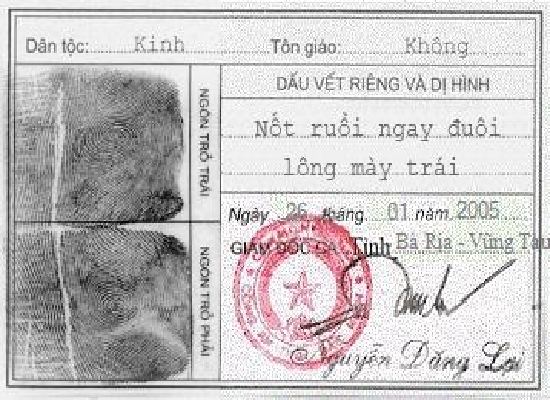 Dân tộc: Kinh Tôn giáo: Không
DẤU VẾT RIÊNG VÀ DỊ HÌNH
Nốt ruồi ngay đuôi
lông mày trái
NGÓN TRỎ TRÁI
Ngày 26 tháng 01 năm 2005
GIÁM ĐỐC CA Tỉnh Bà Rịa - Vũng Tàu
NGÓN TRỎ PHẢI
Nguyễn Đăng Lợi